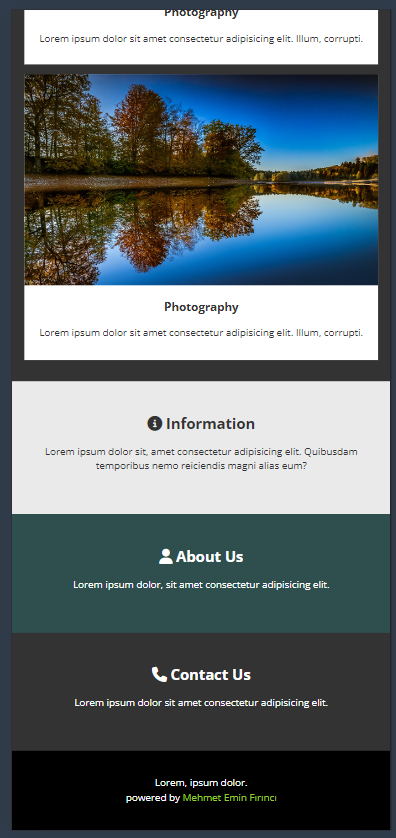 Photography
Lorem ipsum dolor sit amet consectetur adipisicing elit. Illum, corrupti.
Photography
Lorem ipsum dolor sit amet consectetur adipisicing elit. Illum, corrupti.
Information
Lorem ipsum dolor sit, amet consectetur adipisicing elit. Quibusdam
temporibus nemo reiciendis magni alias eum?
About Us
Lorem ipsum dolor, sit amet consectetur adipisicing elit.
Contact Us
Lorem ipsum dolor sit amet consectetur adipisicing elit.
Lorem, ipsum dolor.
powered by Mehmet Emin Fırıncı